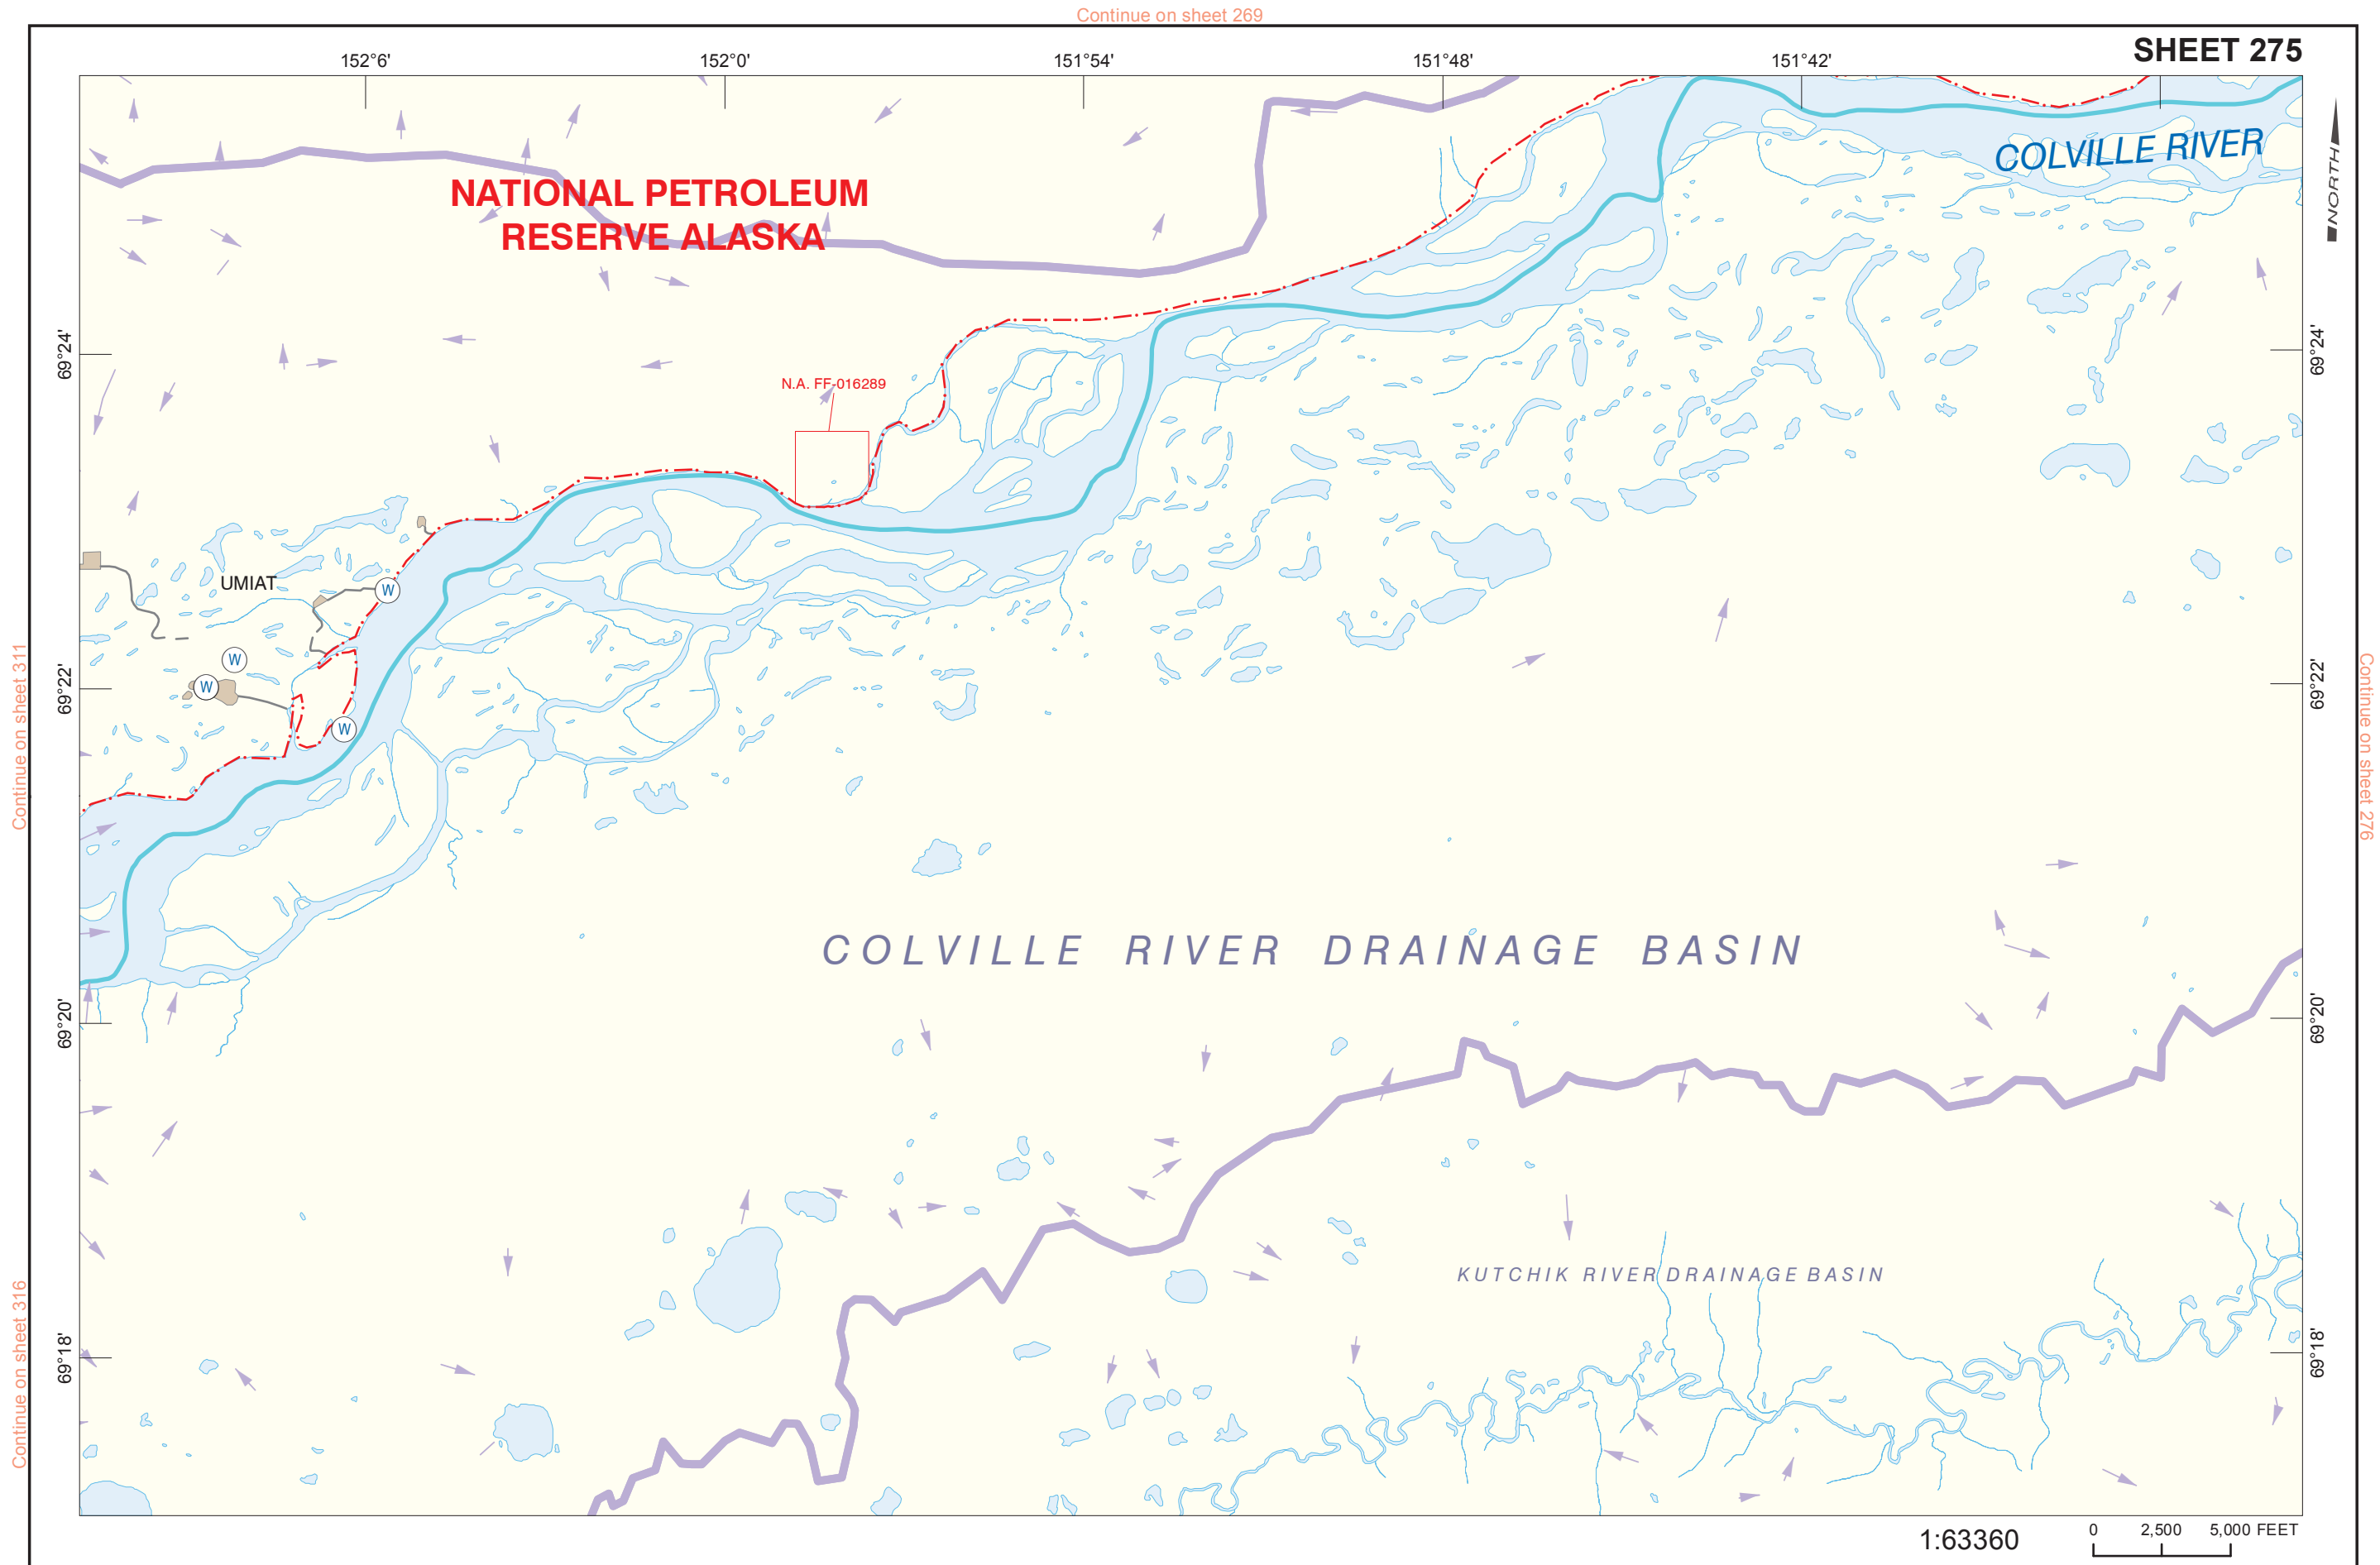 Continue on sheet 269
SHEET 275
152°6'
152°0'
151°54'
151°48'
151°42'
COLVILLE RIVER
NORTH
NATIONAL PETROLEUM
RESERVE ALASKA
69°24'
69°24'
N.A. FF-016289
UMIAT
W
W
W
W
69°22'
69°22'
Continue on sheet 311
Continue on sheet 276
COLVILLE RIVER DRAINAGE BASIN
69°20'
69°20'
KUTCHIK RIVER DRAINAGE BASIN
69°18'
69°18'
Continue on sheet 316
1:63360
0 2,500 5,000 FEET